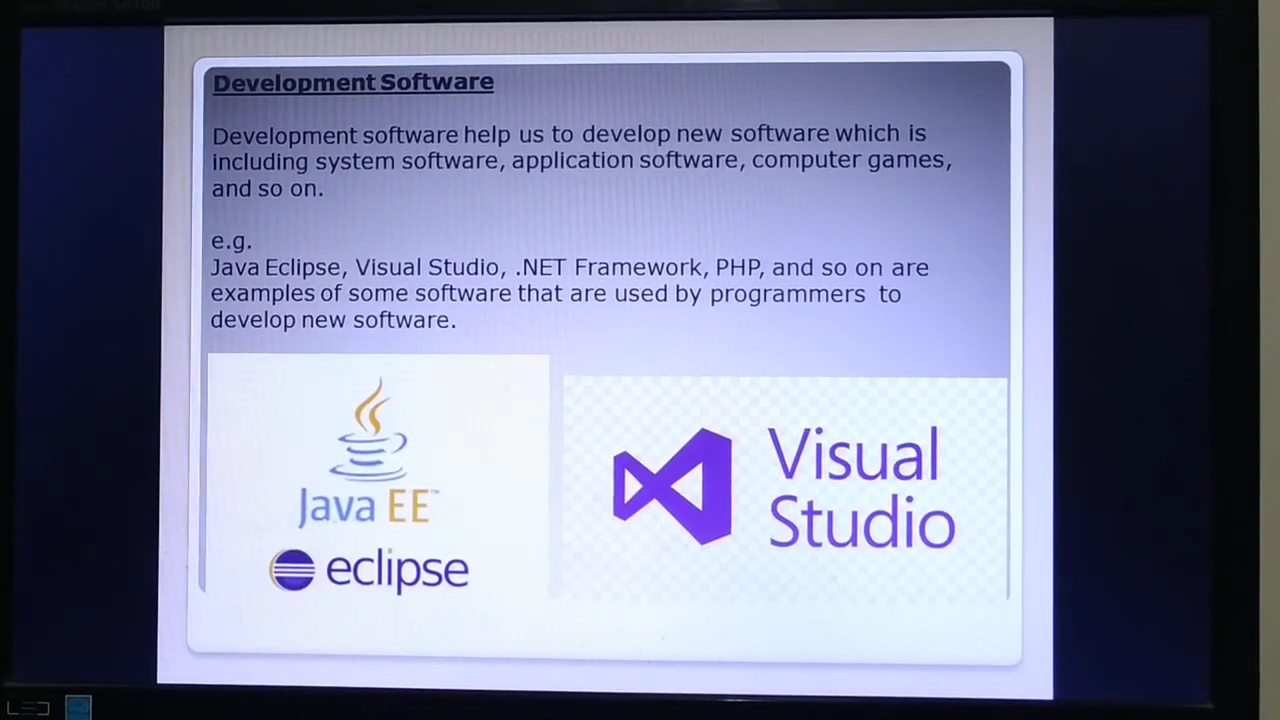 Development Software
Development software help us to develop new software which is
including system software, application software, computer games,
and so on.
e.g.
Java Eclipse, Visual Studio, .NET Framework, PHP, and so on are
examples of some software that are used by programmers to
develop new software.
Java EE™
eclipse
Visual
Studio
LED